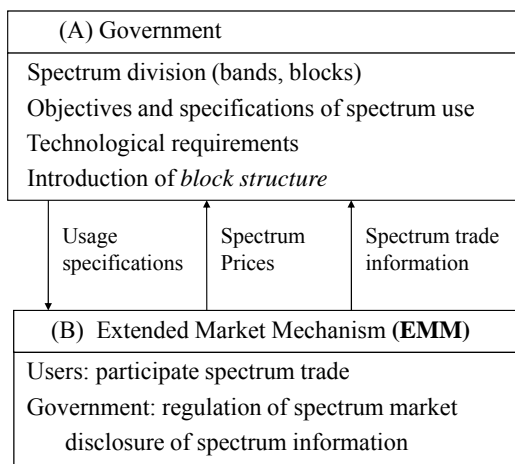 (A) Government
Spectrum division (bands, blocks)
Objectives and specifications of spectrum use
Technological requirements
Introduction of block structure
Usage
specifications
Spectrum
Prices
Spectrum trade
information
(B) Extended Market Mechanism (EMM)
Users: participate spectrum trade
Government: regulation of spectrum market
disclosure of spectrum information